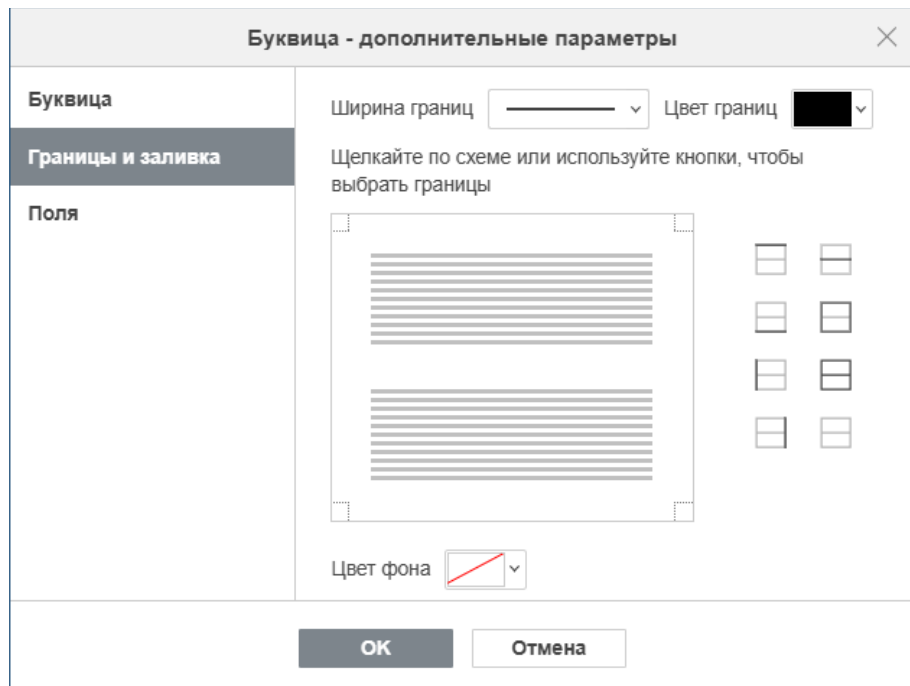 Буквица - дополнительные параметры
Буквица
Границы и заливка
Поля
Ширина границ
Цвет границ
Щелкайте по схеме или используйте кнопки, чтобы
выбрать границы
Цвет фона
ОК
Отмена